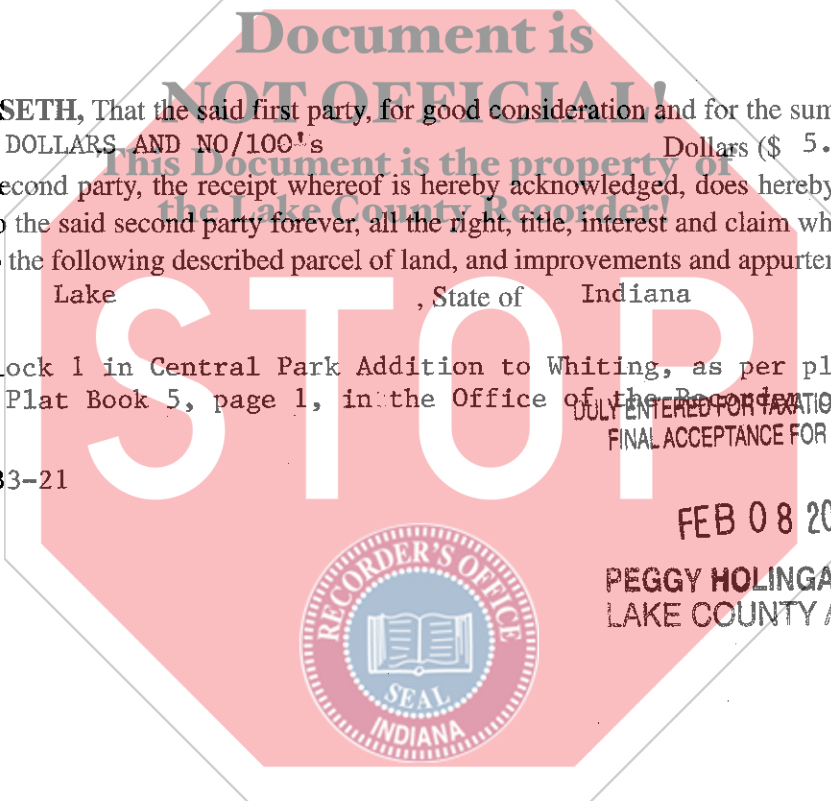 Document is
NOT OFFICIAL!
SETH, That the said first party, for good consideration and for the sum
DOLLARS AND NO/100's Dollars ($ 5.
This Document is the property of
econd party, the receipt whereof is hereby acknowledged, does hereby
the Lake County Recorder!
the said second party forever, all the right, title, interest and claim wh
the following described parcel of land, and improvements and appurten
Lake , State of Indiana
STOP
lock 1 in Central Park Addition to Whiting, as per pl
Plat Book 5, page 1, in the Office of the Recorder
DULY ENTERED FOR TAXATIO
FINAL ACCEPTANCE FOR
3-21
FEB 08 20
PEGGY HOLINGA
LAKE COUNTY A
RECORDER'S OFFICE
SEAL
INDIANA